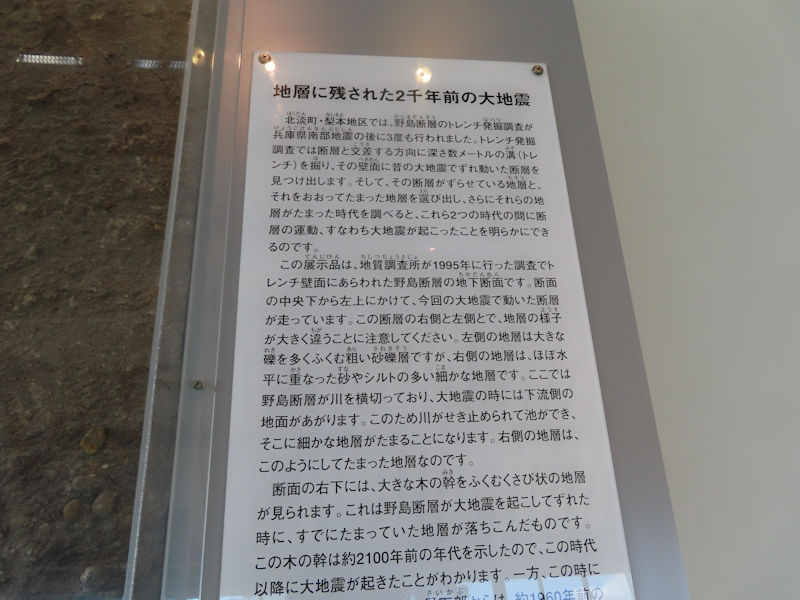 地層に残された2千年前の大地震
北淡町・梨本地区では、野島断層のトレンチ発掘調査が
兵庫県南部地震の後に3度も行われました。トレンチ発掘
調査では断層と交差する方向に深さ数メートルの溝(トレ
ンチ)を掘り、その壁面に昔の大地震でずれ動いた断層を
見つけ出します。そして、その断層がずらせている地層と、
それをおおってたまった地層を選び出し、さらにそれらの地
層がたまった時代を調べると、これら2つの時代の間に断
層の運動、すなわち大地震が起こったことを明らかにでき
るのです。
この展示品は、地質調査所が1995年に行った調査でト
レンチ壁面にあらわれた野島断層の地下断面です。断面
の中央下から左上にかけて、今回の大地震で動いた断層
が走っています。この断層の右側と左側とで、地層の様子
が大きく違うことに注意してください。左側の地層は大きな
礫を多くふくむ粗い砂礫層ですが、右側の地層は、ほぼ水
平に重なった砂やシルトの多い細かな地層です。ここでは
野島断層が川を横切っており、大地震の時には下流側の
地面があがります。このため川がせき止められて池ができ、
そこに細かな地層がたまることになります。右側の地層は、
このようにしてたまった地層なのです。
断面の右下には、大きな木の幹をふくむくさび状の地層
が見られます。これは野島断層が大地震を起こしてずれた
時に、すでにたまっていた地層が落ちこんだものです。
この木の幹は約2100年前の年代を示したので、この時代
以降に大地震が起きたことがわかります。一方、この時に
からは、約1960年前の